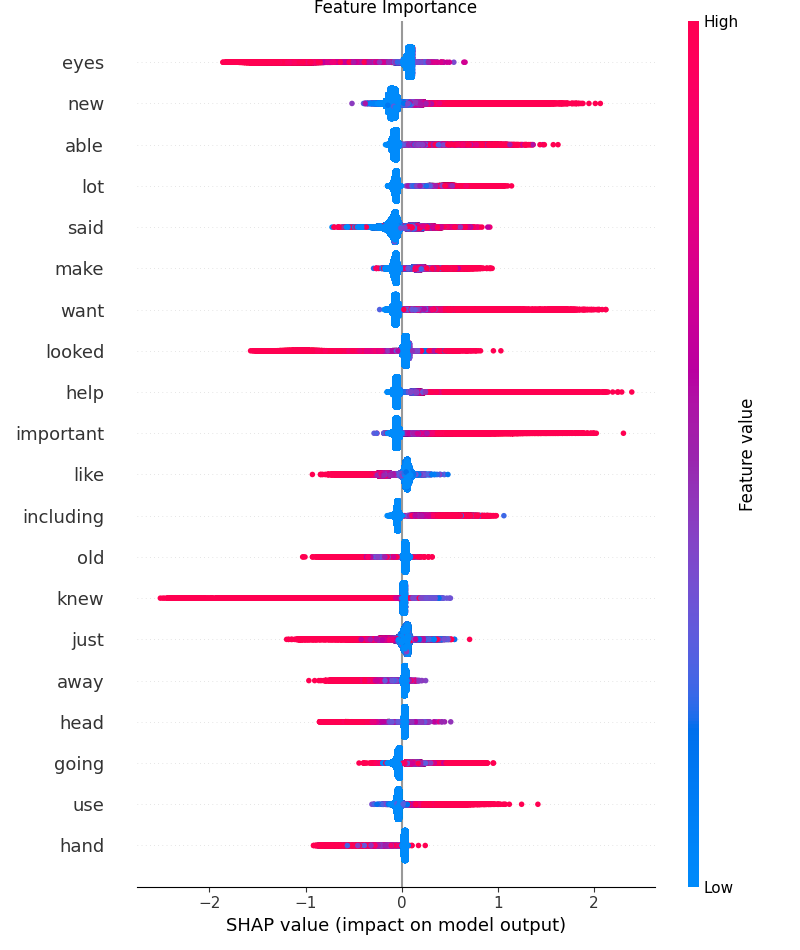 Feature Importance
High
eyes
new
able
lot
said
make
want
looked
help
important
like
including
old
knew
just
away
head
going
use
hand
Feature value
Low
−2 −1 0 1 2
SHAP value (impact on model output)